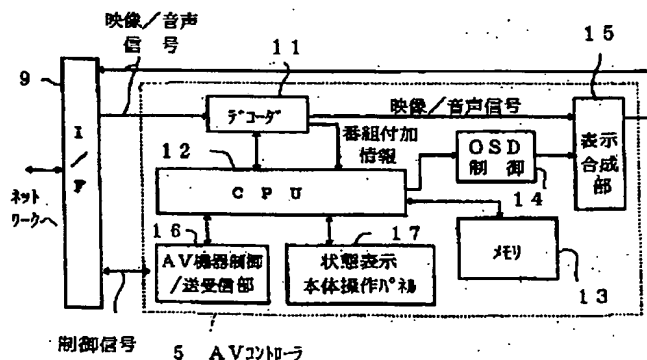 映像/音声
信 号
9
11
15
I/F
デコーダ
映像/音声信号
番組付加
情報
12
OSD
制 御
14
表示
合成
部
CPU
ネット
ワークへ
16
17
AV機器制御
/送受信部
状態表示
本体操作パネル
メモリ
13
制御信号
5 AVコントローラ